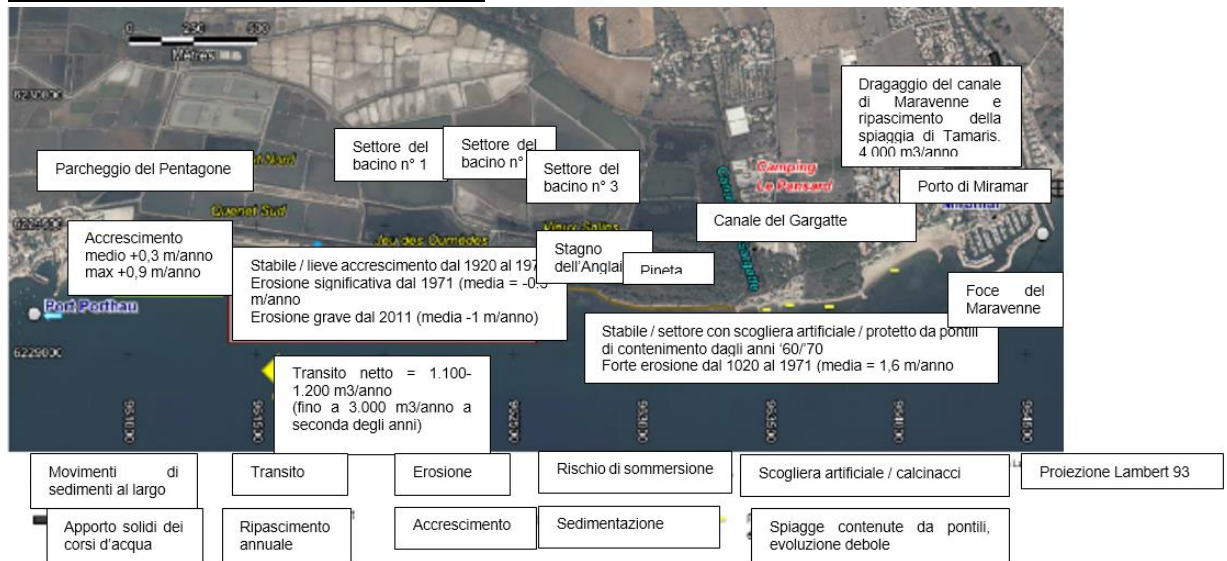 0 250 500
Mètres
6230000
Dragaggio del canale
di Maravenne e
ripascimento della
spiaggia di Tamaris.
4 000 m3/anno
Parcheggio del Pentagone
Settore del
bacino n° 1
Settore del
bacino n°
Settore del
bacino n° 3
Camping
Le Pansard
Porto di Miramar
Canale del Gargatte
Quenet Sud
Accrescimento
medio +0,3 m/anno
max +0,9 m/anno
Stabile / lieve accrescimento dal 1920 al 197
Erosione significativa dal 1971 (media = -0.
m/anno)
Erosione grave dal 2011 (media -1 m/anno)
Stagno
dell'Anglai
Pineta
Foce del
Maravenne
Port Porthau
6229000
Stabile / settore con scogliera artificiale / protetto da pontili
di contenimento dagli anni '60/'70
Forte erosione dal 1020 al 1971 (media = 1,6 m/anno
Transito netto = 1.100-
1.200 m3/anno
(fino a 3.000 m3/anno a
seconda degli anni)
Movimenti di
sedimenti al largo
Transito
Erosione
Rischio di sommersione
Scogliera artificiale / calcinacci
Proiezione Lambert 93
Apporto solidi dei
corsi d'acqua
Ripascimento
annuale
Accrescimento
Sedimentazione
Spiagge contenute da pontili,
evoluzione debole